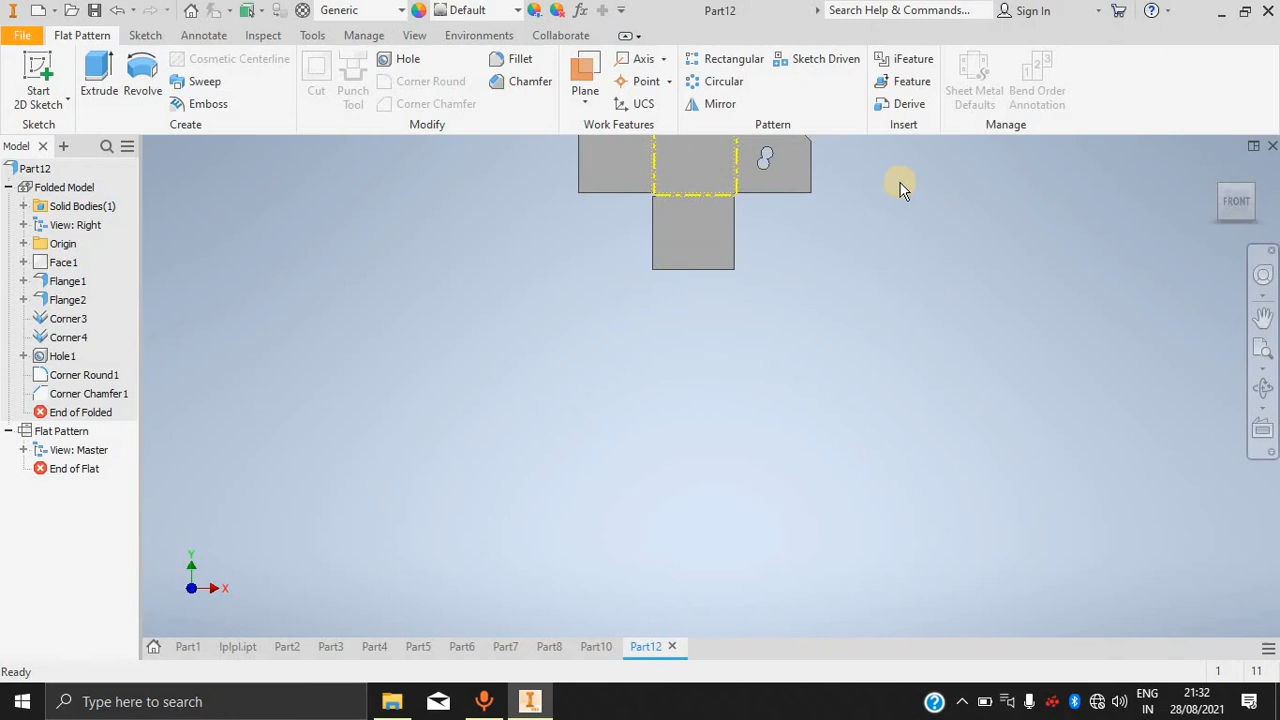 Generic
Default
fx
Part12
Search Help & Commands...
Sign In
File
Flat Pattern
Sketch
Annotate
Inspect
Tools
Manage
View
Environments
Collaborate
Start
2D Sketch
Extrude
Revolve
Cosmetic Centerline
Sweep
Emboss
Cut
Punch
Tool
Hole
Corner Round
Corner Chamfer
Fillet
Chamfer
Plane
Axis
Point
UCS
Rectangular
Sketch Driven
Circular
Mirror
iFeature
Feature
Derive
Sheet Metal
Defaults
Bend Order
Annotation
Sketch
Create
Modify
Work Features
Pattern
Insert
Manage
Model
Part12
Folded Model
Solid Bodies(1)
View: Right
Origin
Face1
Flange1
Flange2
Corner3
Corner4
Hole1
Corner Round1
Corner Chamfer1
End of Folded
Flat Pattern
View: Master
End of Flat
FRONT
Y
X
Part1
lplpl.ipt
Part2
Part3
Part4
Part5
Part6
Part7
Part8
Part10
Part12
Ready
1
11
Type here to search
ENG
IN
21:32
28/08/2021